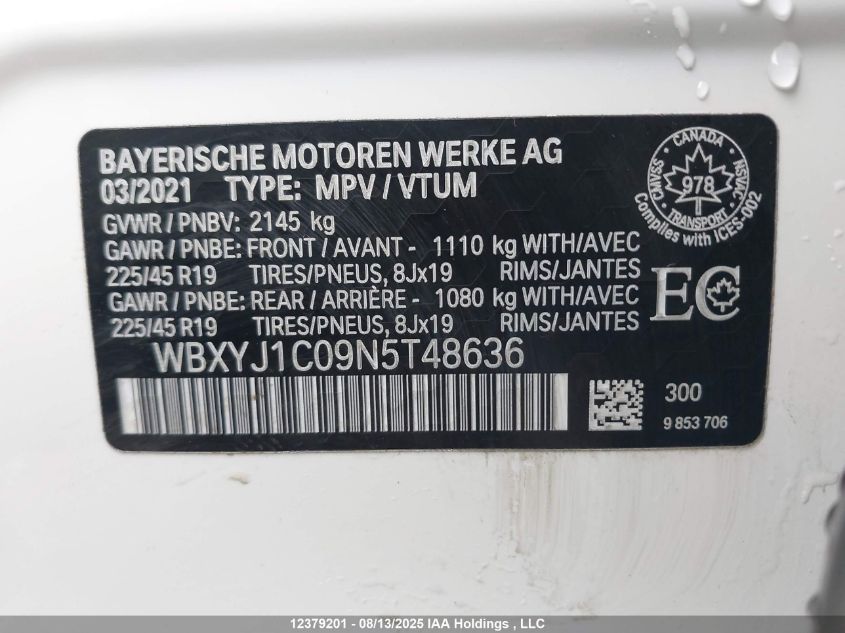 BAYERISCHE MOTOREN WERKE AG
03/2021 TYPE: MPV / VTUM
GVWR / PNBV: 2145 kg
GAWR / PNBE: FRONT / AVANT - 1110 kg WITH/AVEC
225/45 R19 TIRES/PNEUS, 8Jx19 RIMS/JANTES
GAWR / PNBE: REAR / ARRIÈRE - 1080 kg WITH/AVEC
225/45 R19 TIRES/PNEUS, 8Jx19 RIMS/JANTES
WBXYJ1C09N5T48636
CANADA
CMVSS
NSVAC
978
TRANSPORT
Complies with ICES-002
EC
300
9 853 706
12379201 - 08/13/2025 IAA Holdings , LLC